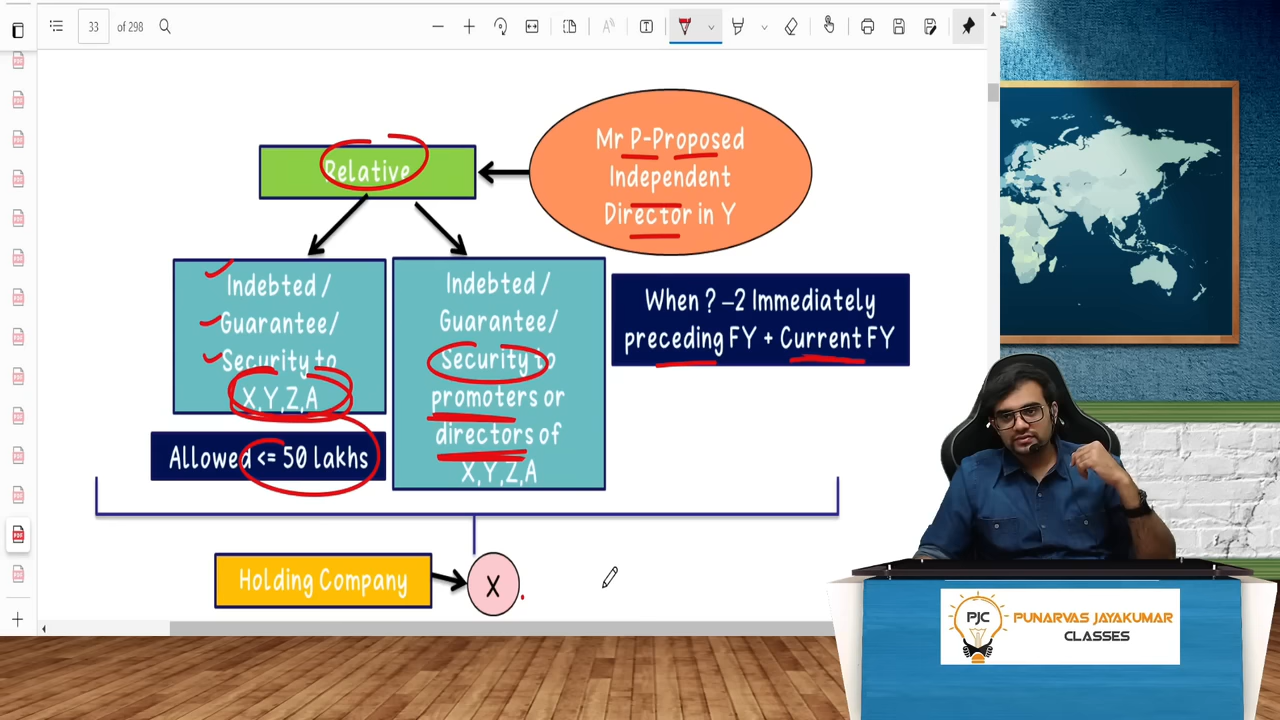 33
of 298
Relative
Mr P-Proposed
Independent
Director in Y
Indebted /
Guarantee/
Security to
X,Y,Z,A
Allowed <= 50 lakhs
Indebted /
Guarantee/
Security to
promoters or
directors of
X,Y,Z,A
When ? –2 Immediately
preceding FY + Current FY
Holding Company
X
PJC
PUNARVAS JAYAKUMAR
CLASSES